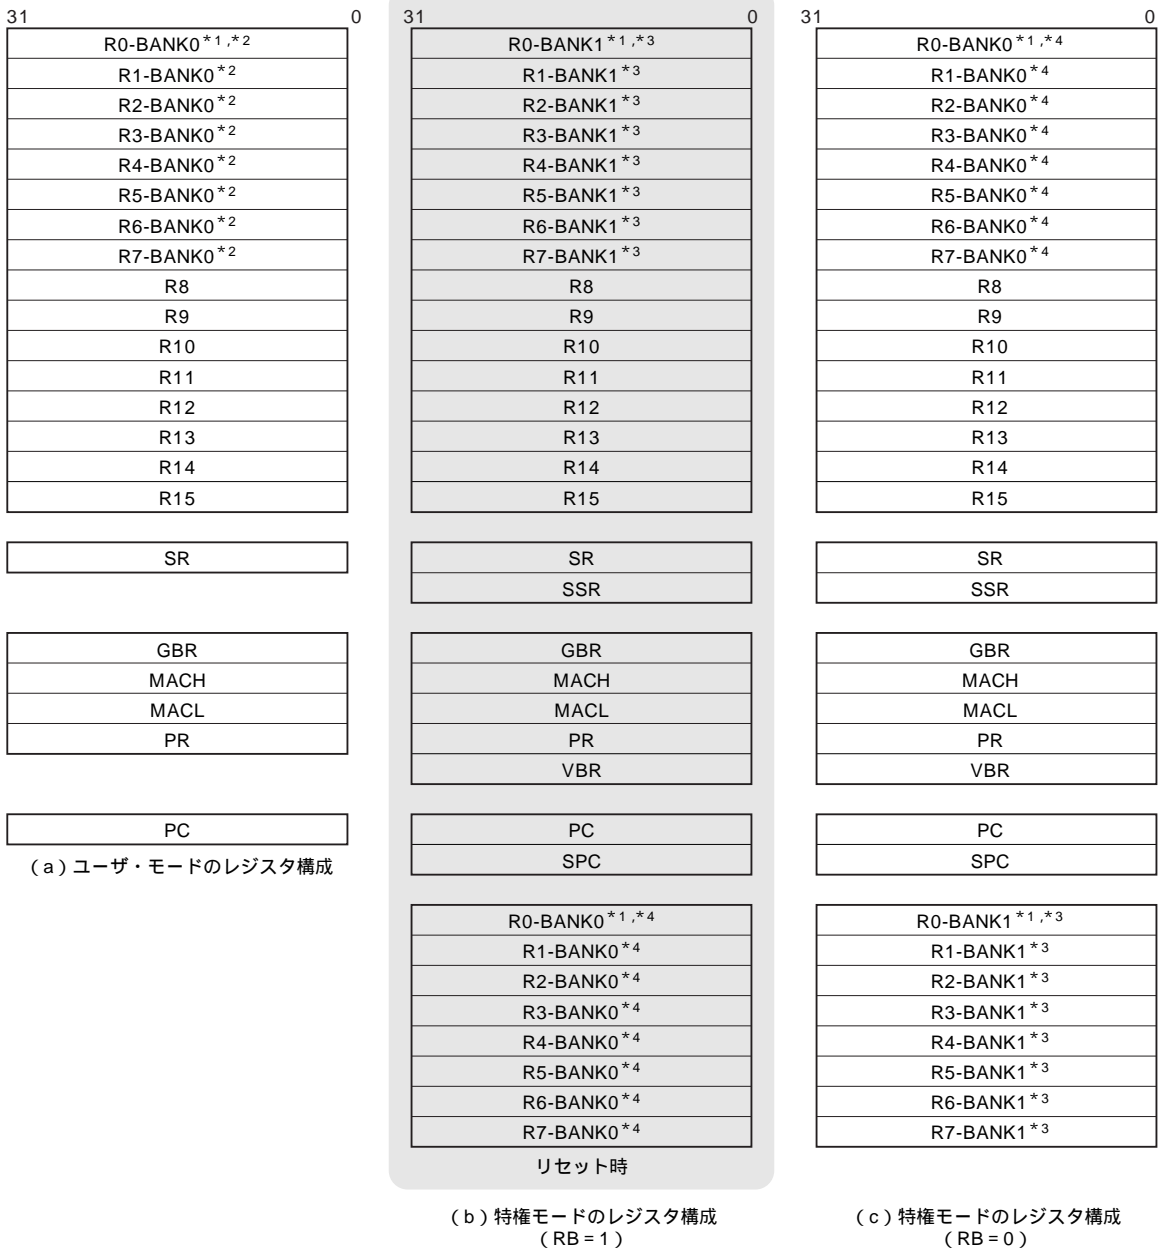 31 0
R0-BANK0*1,*2
R1-BANK0*2
R2-BANK0*2
R3-BANK0*2
R4-BANK0*2
R5-BANK0*2
R6-BANK0*2
R7-BANK0*2
R8
R9
R10
R11
R12
R13
R14
R15
SR
GBR
MACH
MACL
PR
PC
(a)ユーザ・モードのレジスタ構成
31 0
R0-BANK1*1,*3
R1-BANK1*3
R2-BANK1*3
R3-BANK1*3
R4-BANK1*3
R5-BANK1*3
R6-BANK1*3
R7-BANK1*3
R8
R9
R10
R11
R12
R13
R14
R15
SR
SSR
GBR
MACH
MACL
PR
VBR
PC
SPC
R0-BANK0*1,*4
R1-BANK0*4
R2-BANK0*4
R3-BANK0*4
R4-BANK0*4
R5-BANK0*4
R6-BANK0*4
R7-BANK0*4
リセット時
(b)特権モードのレジスタ構成
(RB=1)
31 0
R0-BANK0*1,*4
R1-BANK0*4
R2-BANK0*4
R3-BANK0*4
R4-BANK0*4
R5-BANK0*4
R6-BANK0*4
R7-BANK0*4
R8
R9
R10
R11
R12
R13
R14
R15
SR
SSR
GBR
MACH
MACL
PR
VBR
PC
SPC
R0-BANK1*1,*3
R1-BANK1*3
R2-BANK1*3
R3-BANK1*3
R4-BANK1*3
R5-BANK1*3
R6-BANK1*3
R7-BANK1*3
(c)特権モードのレジスタ構成
(RB=0)